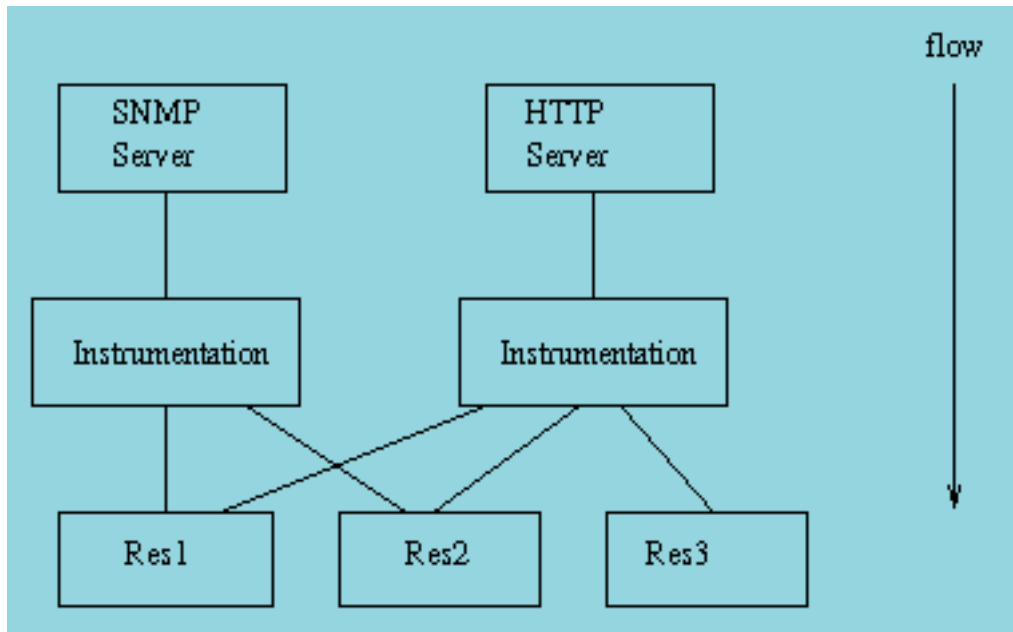 flow
SNMP
Server
HTTP
Server
Instrumentation
Instrumentation
Res1
Res2
Res3